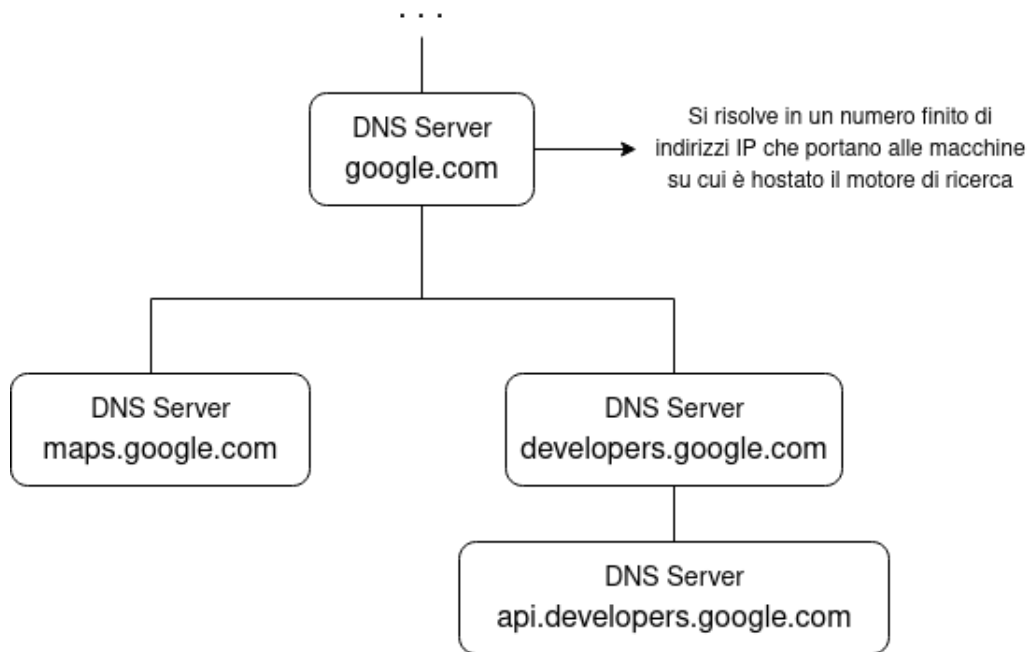 . . .
DNS Server
google.com
Si risolve in un numero finito di
indirizzi IP che portano alle macchine
su cui è hostato il motore di ricerca
DNS Server
maps.google.com
DNS Server
developers.google.com
DNS Server
api.developers.google.com